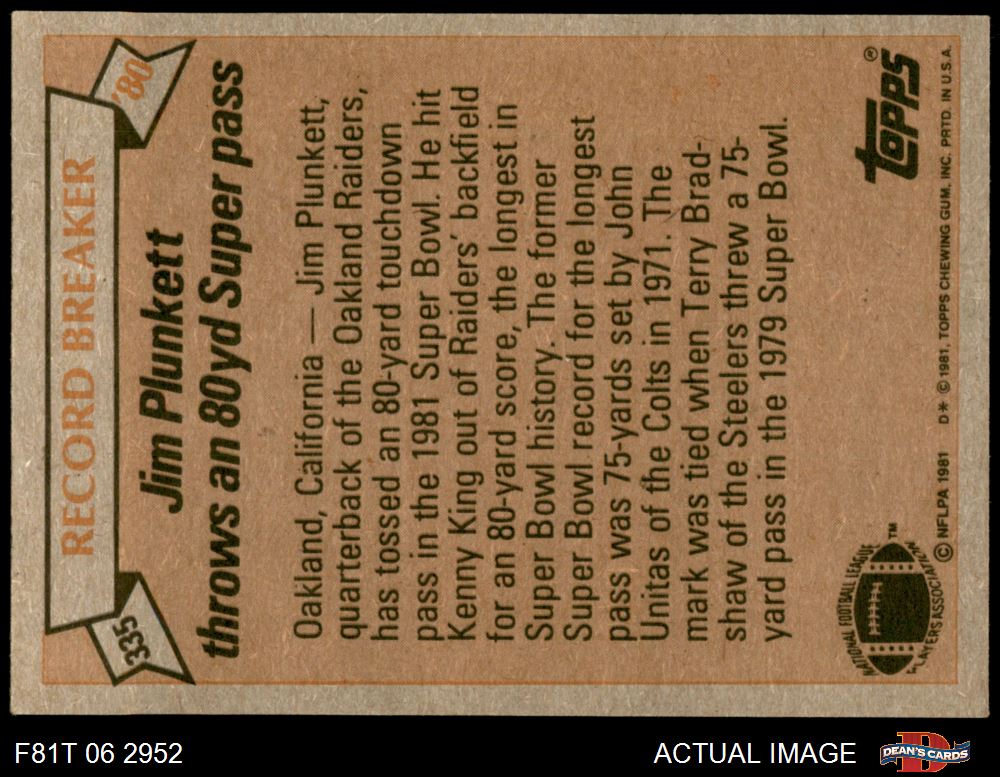 335
RECORD BREAKER
'80
Jim Plunkett
throws an 80yd Super pass
Oakland, California — Jim Plunkett,
quarterback of the Oakland Raiders,
has tossed an 80-yard touchdown
pass in the 1981 Super Bowl. He hit
Kenny King out of Raiders' backfield
for an 80-yard score, the longest in
Super Bowl history. The former
Super Bowl record for the longest
pass was 75-yards set by John
Unitas of the Colts in 1971. The
mark was tied when Terry Brad-
shaw of the Steelers threw a 75-
yard pass in the 1979 Super Bowl.
NATIONAL FOOTBALL LEAGUE
PLAYERS ASSOCIATION
TM
TOPPS®
© NFLPA 1981 D* © 1981, TOPPS CHEWING GUM, INC. PRTD. IN U.S.A.
F81T 06 2952
ACTUAL IMAGE
DEAN'S CARDS